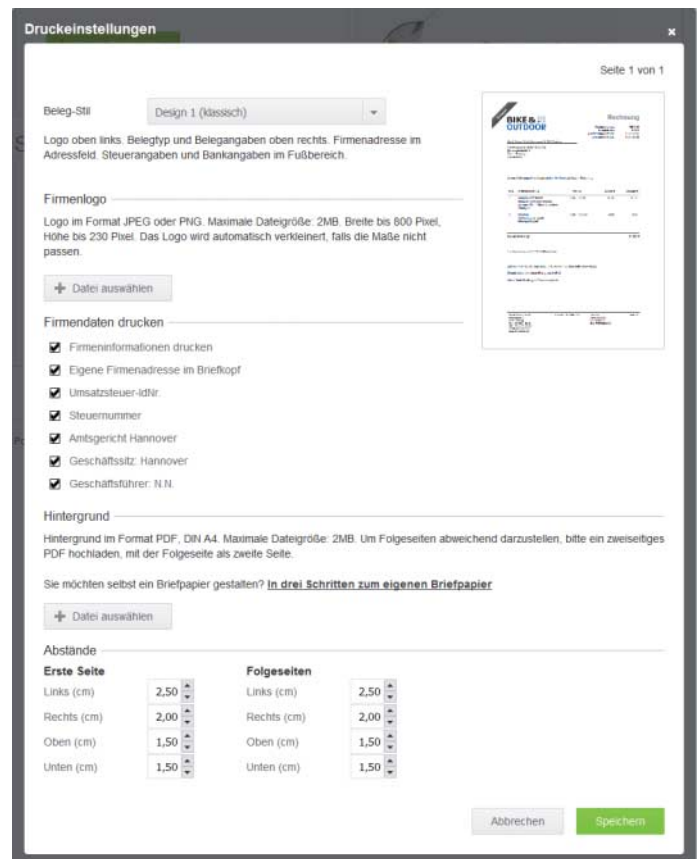 Druckeinstellungen
×
Seite 1 von 1
Beleg-Stil
Design 1 (klassisch)
Logo oben links. Belegtyp und Belegangaben oben rechts. Firmenadresse im
Adressfeld. Steuerangaben und Bankangaben im Fußbereich.
BIKE &
OUTDOOR
Rechnung
Firmenlogo
Logo im Format JPEG oder PNG. Maximale Dateigröße: 2MB. Breite bis 800 Pixel,
Höhe bis 230 Pixel. Das Logo wird automatisch verkleinert, falls die Maße nicht
passen.
Datei auswählen
Firmendaten drucken
Firmeninformationen drucken
Eigene Firmenadresse im Briefkopf
Umsatzsteuer-IdNr.
Steuernummer
Amtsgericht Hannover
Geschäftssitz: Hannover
Geschäftsführer: N.N.
Hintergrund
Hintergrund im Format PDF, DIN A4. Maximale Dateigröße: 2MB. Um Folgeseiten abweichend darzustellen, bitte ein zweiseitiges
PDF hochladen, mit der Folgeseite als zweite Seite.
Sie möchten selbst ein Briefpapier gestalten? In drei Schritten zum eigenen Briefpapier
Datei auswählen
Abstände
Erste Seite Folgeseiten
Links (cm) 2,50 Links (cm) 2,50
Rechts (cm) 2,00 Rechts (cm) 2,00
Oben (cm) 1,50 Oben (cm) 1,50
Unten (cm) 1,50 Unten (cm) 1,50
Abbrechen Speichern